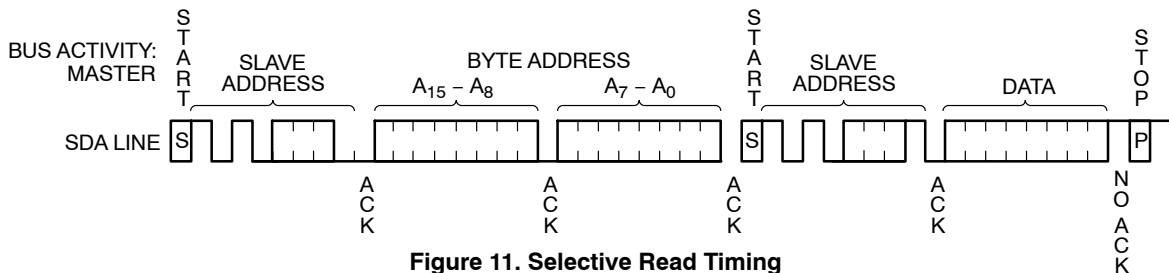 START
START
STOP
BUS ACTIVITY:
MASTER
SLAVE
ADDRESS
BYTE ADDRESS
A15 – A8
A7 – A0
SLAVE
ADDRESS
DATA
SDA LINE
S
S
P
ACK
ACK
ACK
ACK
NO ACK
Figure 11. Selective Read Timing